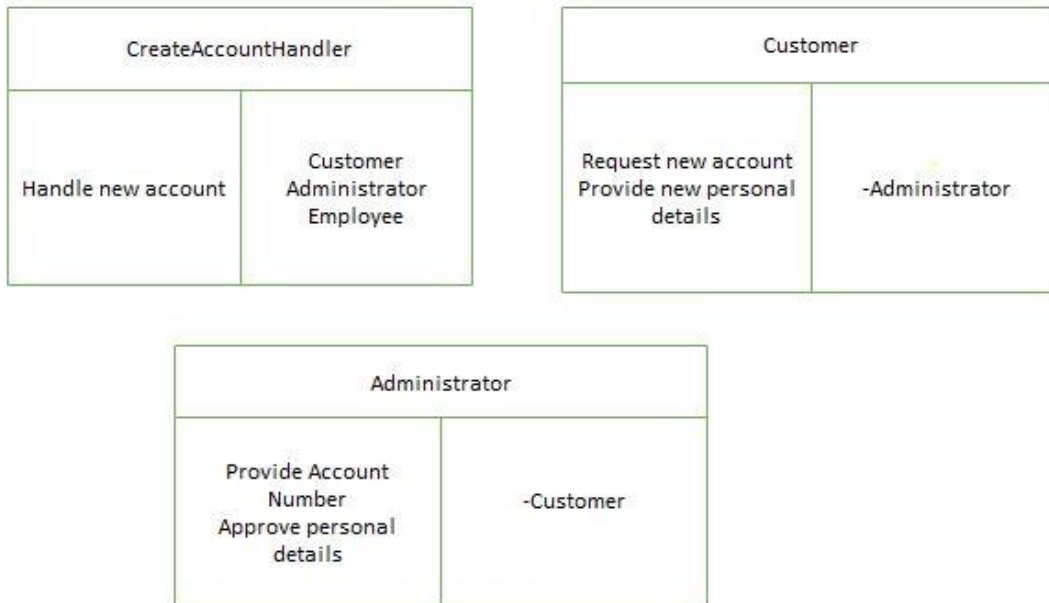 CreateAccountHandler
Handle new account
Customer
Administrator
Employee
Customer
Request new account
Provide new personal
details
-Administrator
Administrator
Provide Account
Number
Approve personal
details
-Customer